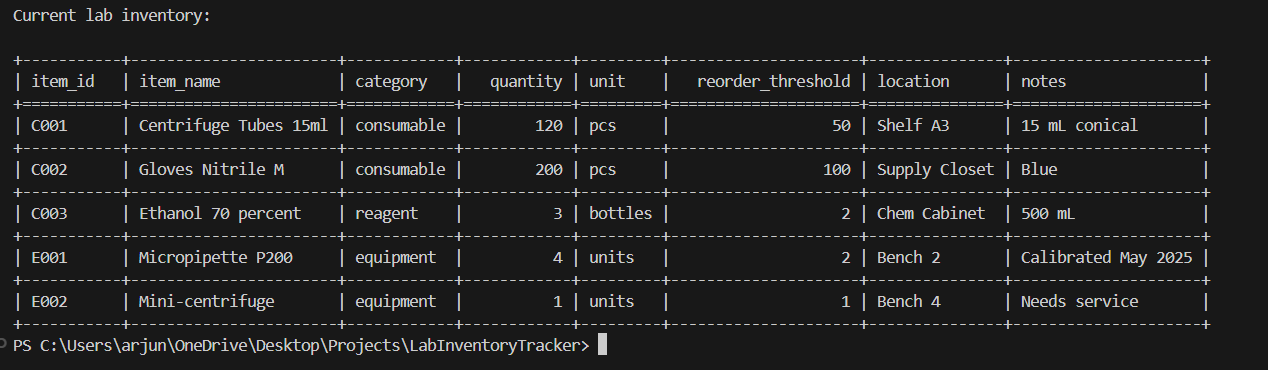 Current lab inventory:
+-----------+----------------------+------------+------------+---------+---------------------+---------------+---------------------+
| item_id   | item_name            | category   |   quantity | unit    |   reorder_threshold | location      | notes               |
+===========+======================+============+============+=========+=====================+===============+=====================+
| C001      | Centrifuge Tubes 15ml | consumable |        120 | pcs     |                  50 | Shelf A3      | 15 mL conical       |
+-----------+----------------------+------------+------------+---------+---------------------+---------------+---------------------+
| C002      | Gloves Nitrile M     | consumable |        200 | pcs     |                 100 | Supply Closet | Blue                |
+-----------+----------------------+------------+------------+---------+---------------------+---------------+---------------------+
| C003      | Ethanol 70 percent   | reagent    |          3 | bottles |                   2 | Chem Cabinet  | 500 mL              |
+-----------+----------------------+------------+------------+---------+---------------------+---------------+---------------------+
| E001      | Micropipette P200    | equipment  |          4 | units   |                   2 | Bench 2       | Calibrated May 2025 |
+-----------+----------------------+------------+------------+---------+---------------------+---------------+---------------------+
| E002      | Mini-centrifuge      | equipment  |          1 | units   |                   1 | Bench 4       | Needs service       |
+-----------+----------------------+------------+------------+---------+---------------------+---------------+---------------------+
PS C:\Users\arjun\OneDrive\Desktop\Projects\LabInventoryTracker>